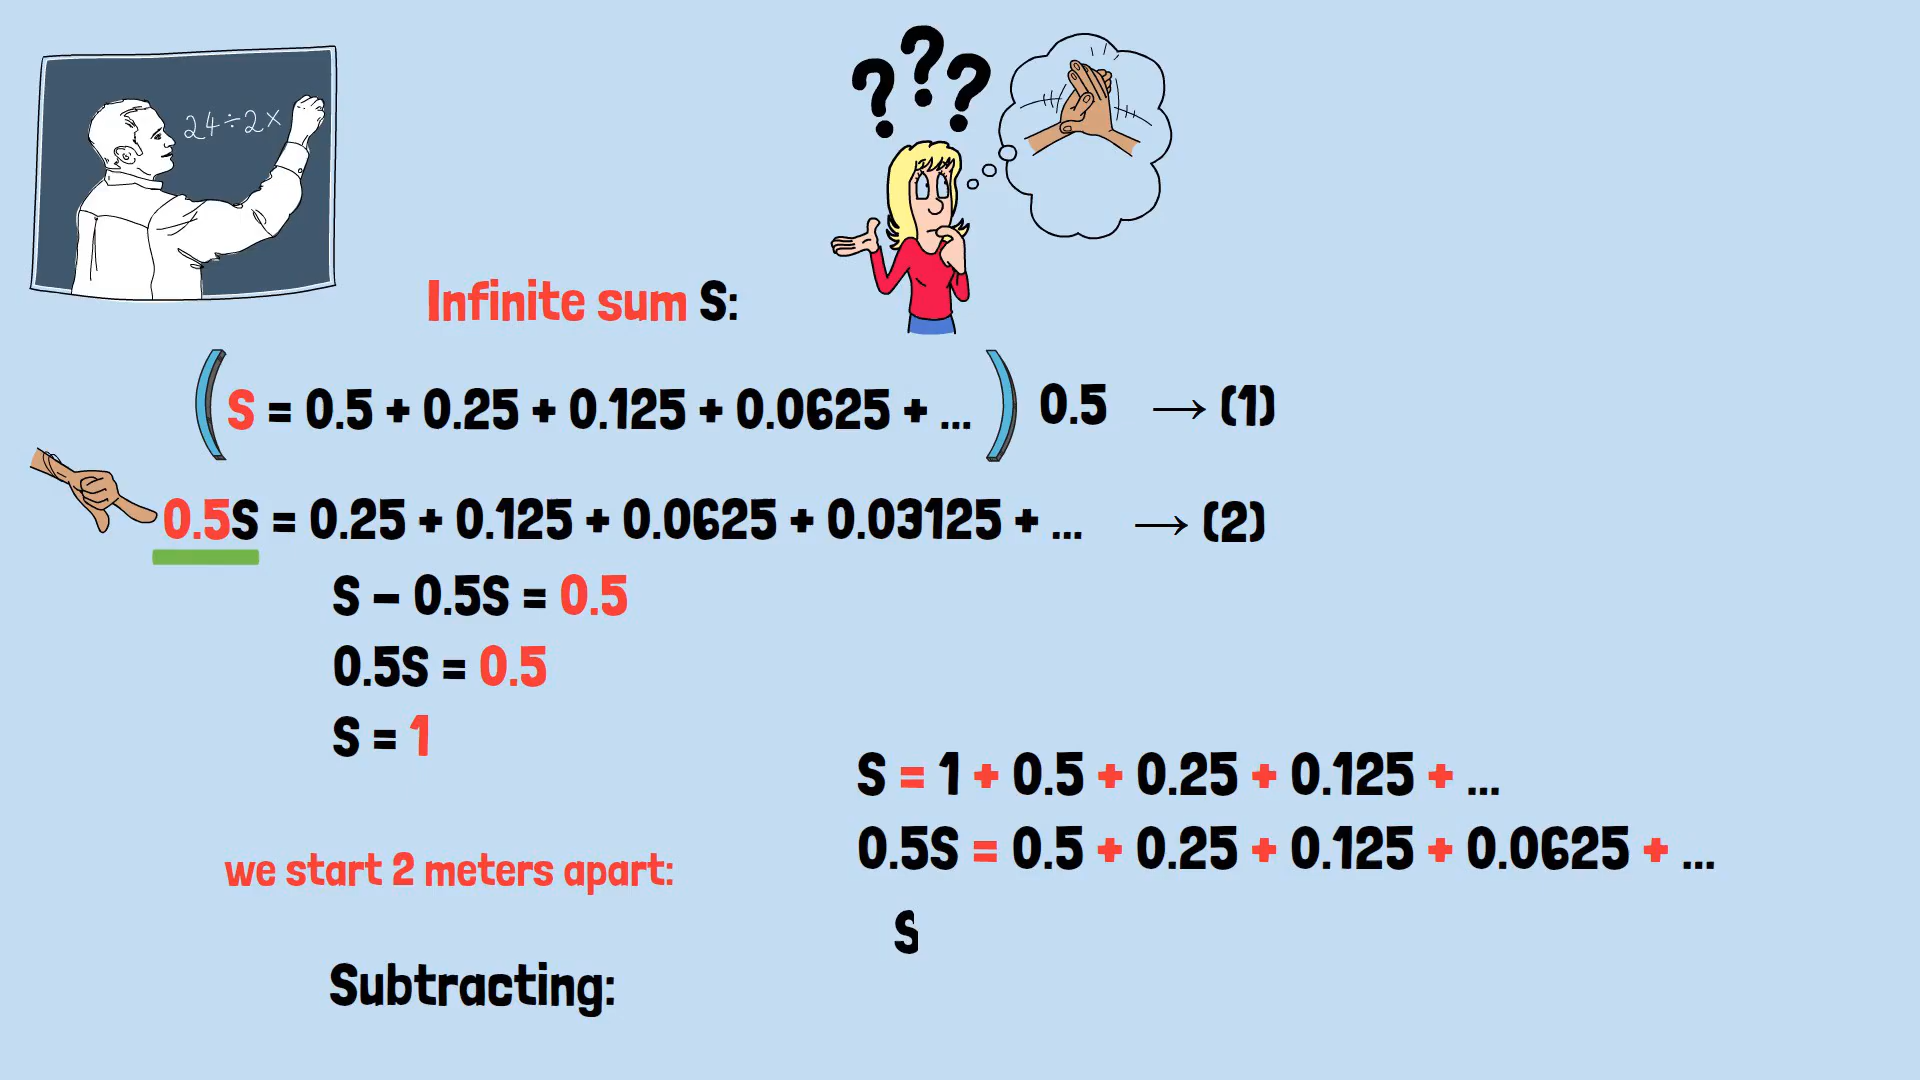 24÷2x
???
Infinite sum S:
(S = 0.5 + 0.25 + 0.125 + 0.0625 + ...) 0.5 → (1)
0.5S = 0.25 + 0.125 + 0.0625 + 0.03125 + ... → (2)
S – 0.5S = 0.5
0.5S = 0.5
S = 1
S = 1 + 0.5 + 0.25 + 0.125 + ...
0.5S = 0.5 + 0.25 + 0.125 + 0.0625 + ...
we start 2 meters apart:
S
Subtracting: